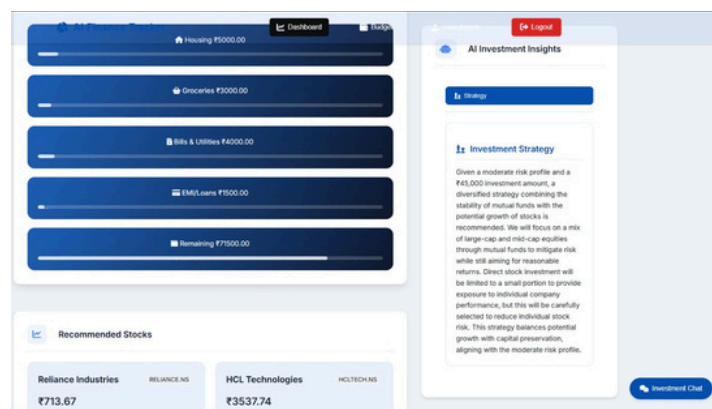 AI Finance Tracker
Dashboard
Budget
Logout
Housing ₹5000.00
Groceries ₹3000.00
Bills & Utilities ₹4000.00
EMI/Loans ₹1500.00
Remaining ₹71500.00
Recommended Stocks
Reliance Industries RELIANCE.NS
₹713.67
HCL Technologies HCLTECH.NS
₹3537.74
AI Investment Insights
Strategy
Investment Strategy
Given a moderate risk profile and a
₹45,000 investment amount, a
diversified strategy combining the
stability of mutual funds with the
potential growth of stocks is
recommended. We will focus on a mix
of large-cap and mid-cap equities
through mutual funds to mitigate risk
while still aiming for reasonable
returns. Direct stock investment will
be limited to a small portion to provide
exposure to individual company
performance, but this will be carefully
selected to reduce individual stock
risk. This strategy balances potential
growth with capital preservation,
aligning with the moderate risk profile.
Investment Chat